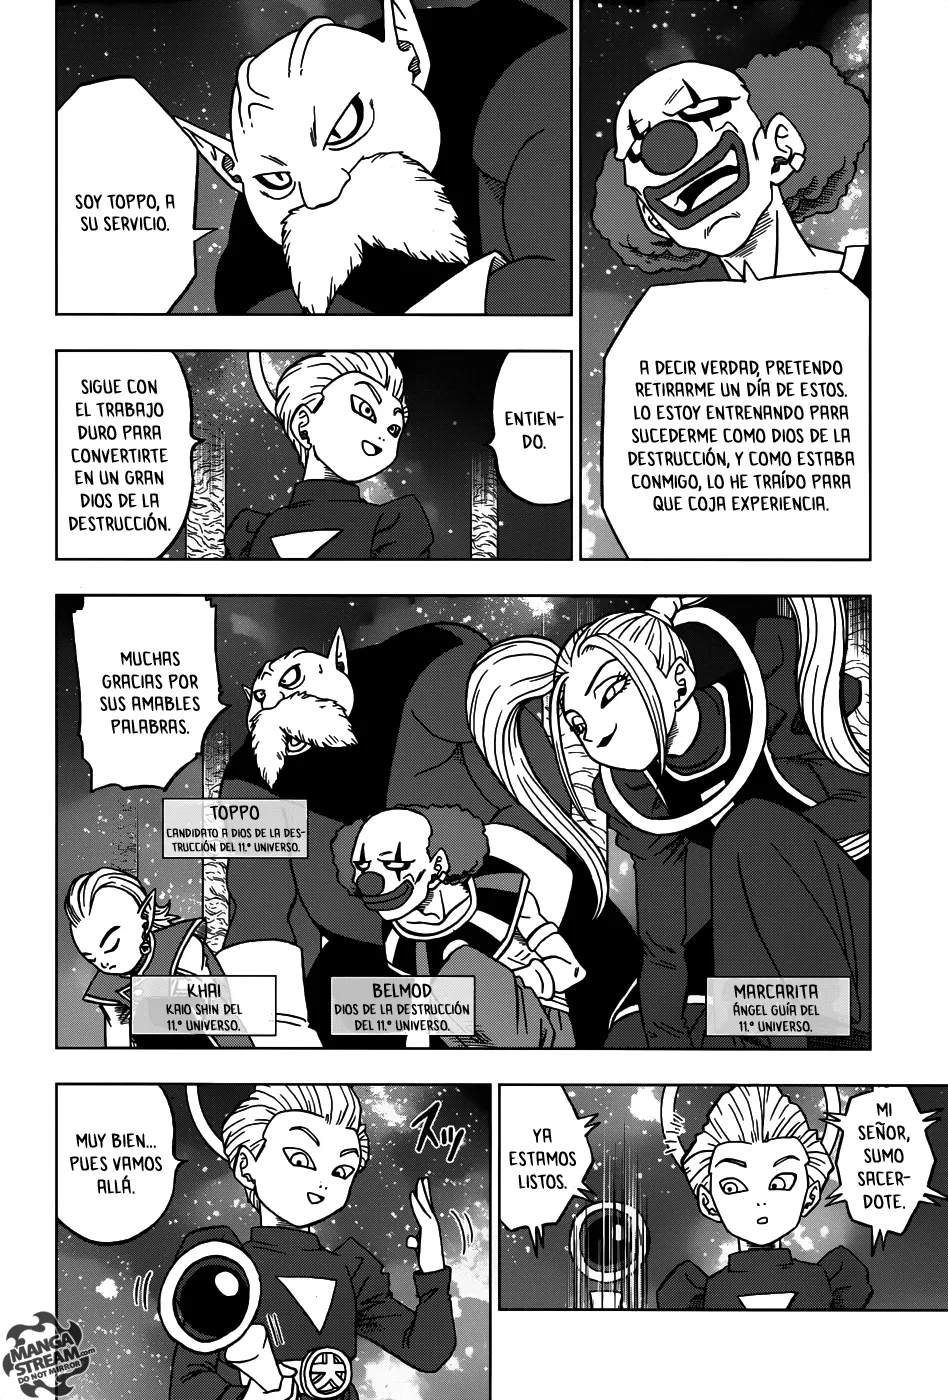 A DECIR VERDAD, PRETENDO
RETIRARME UN DÍA DE ESTOS.
LO ESTOY ENTRENANDO PARA
SUCEDERME COMO DIOS DE LA
DESTRUCCIÓN, Y COMO ESTABA
CONMIGO, LO HE TRAÍDO PARA
QUE COJA EXPERIENCIA.
SOY TOPPO, A
SU SERVICIO.
ENTIEN-
DO.
SIGUE CON
EL TRABAJO
DURO PARA
CONVERTIRTE
EN UN GRAN
DIOS DE LA
DESTRUCCIÓN.
MUCHAS
GRACIAS POR
SUS AMABLES
PALABRAS.
TOPPO
CANDIDATO A DIOS DE LA DES-
TRUCCIÓN DEL 11.º UNIVERSO.
MARCARITA
ÁNGEL GUÍA DEL
11.º UNIVERSO.
BELMOD
DIOS DE LA DESTRUCCIÓN
DEL 11.º UNIVERSO.
KHAI
KAIO SHIN DEL
11.º UNIVERSO.
MI
SEÑOR,
SUMO
SACER-
DOTE.
YA
ESTAMOS
LISTOS.
MUY BIEN...
PUES VAMOS
ALLÁ.
スッ
大
MANGA
STREAM.com
DO NOT MIRROR